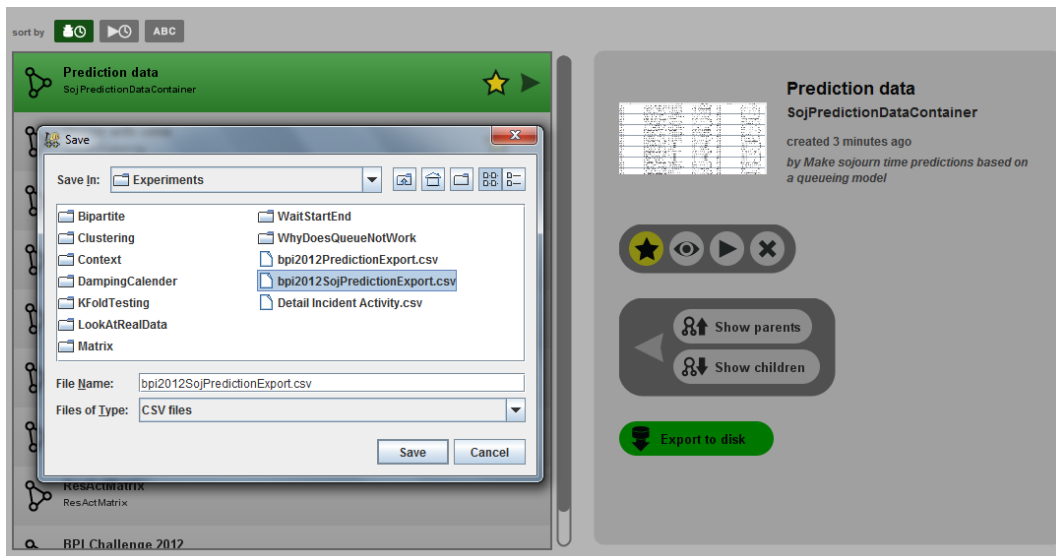 sort by
ABC
Prediction data
SojPredictionDataContainer
Save
Save In: Experiments
Bipartite
Clustering
Context
DampingCalender
KFoldTesting
LookAtRealData
Matrix
WaitStartEnd
WhyDoesQueueNotWork
bpi2012PredictionExport.csv
bpi2012SojPredictionExport.csv
Detail Incident Activity.csv
File Name: bpi2012SojPredictionExport.csv
Files of Type: CSV files
Save Cancel
ResActMatrix
ResActMatrix
BPI Challenge 2012
Prediction data
SojPredictionDataContainer
created 3 minutes ago
by Make sojourn time predictions based on
a queueing model
Show parents
Show children
Export to disk